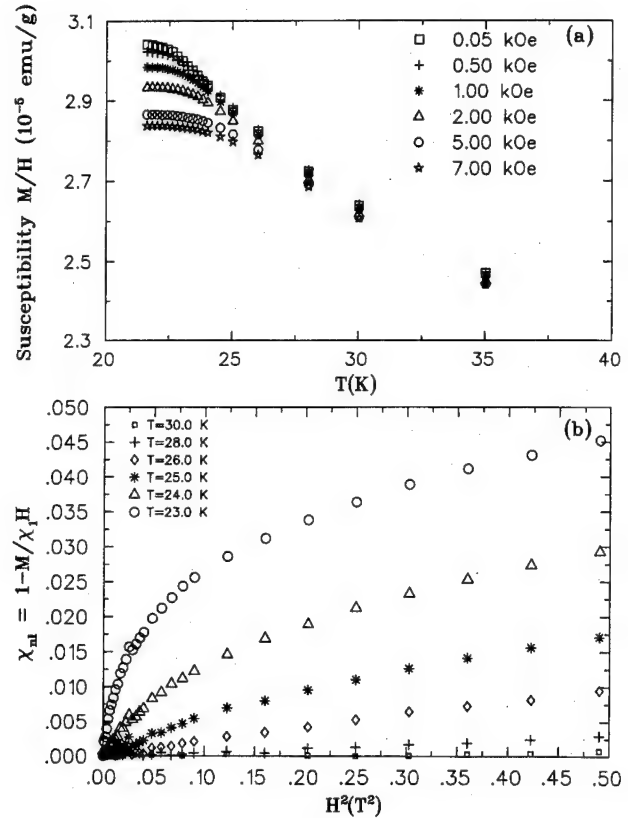 3.1
2.9
2.7
2.5
2.3
Susceptibility M/H (10⁻⁵ emu/g)
(a)
0.05 kOe
0.50 kOe
1.00 kOe
2.00 kOe
5.00 kOe
7.00 kOe
20 25 30 35 40
T(K)
.050
.045
.040
.035
.030
.025
.020
.015
.010
.005
.000
χₙₗ = 1−M/χ₁H
(b)
T=30.0 K
T=28.0 K
T=26.0 K
T=25.0 K
T=24.0 K
T=23.0 K
.00 .05 .10 .15 .20 .25 .30 .35 .40 .45 .50
H²(T²)